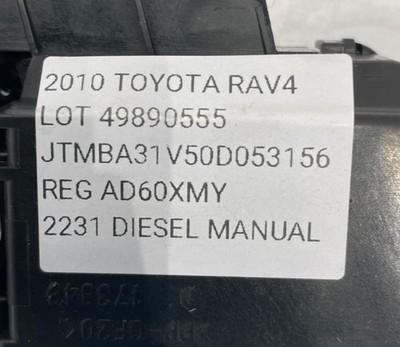 2010 TOYOTA RAV4
LOT 49890555
JTMBA31V50D053156
REG AD60XMY
2231 DIESEL MANUAL